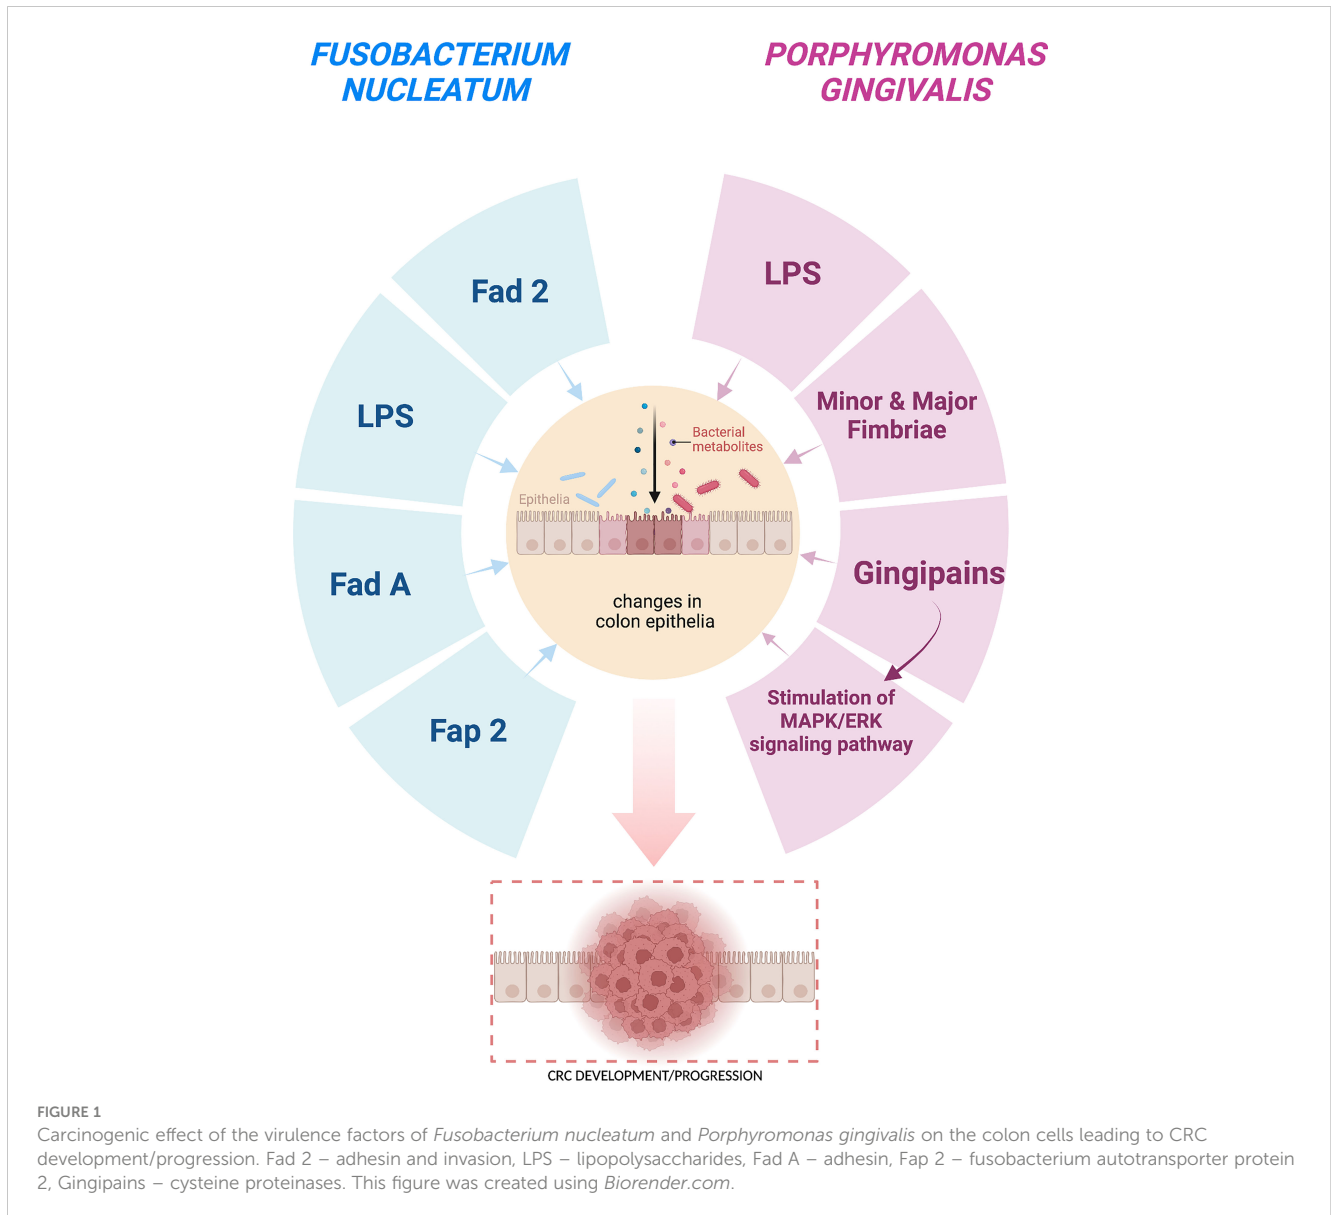 FUSOBACTERIUM
NUCLEATUM
PORPHYROMONAS
GINGIVALIS
Fad 2
LPS
Fad A
Fap 2
LPS
Minor & Major
Fimbriae
Gingipains
Stimulation of
MAPK/ERK
signaling pathway
Bacterial
metabolites
Epithelia
changes in
colon epithelia
CRC DEVELOPMENT/PROGRESSION
FIGURE 1
Carcinogenic effect of the virulence factors of Fusobacterium nucleatum and Porphyromonas gingivalis on the colon cells leading to CRC
development/progression. Fad 2 – adhesin and invasion, LPS – lipopolysaccharides, Fad A – adhesin, Fap 2 – fusobacterium autotransporter protein
2, Gingipains – cysteine proteinases. This figure was created using Biorender.com.